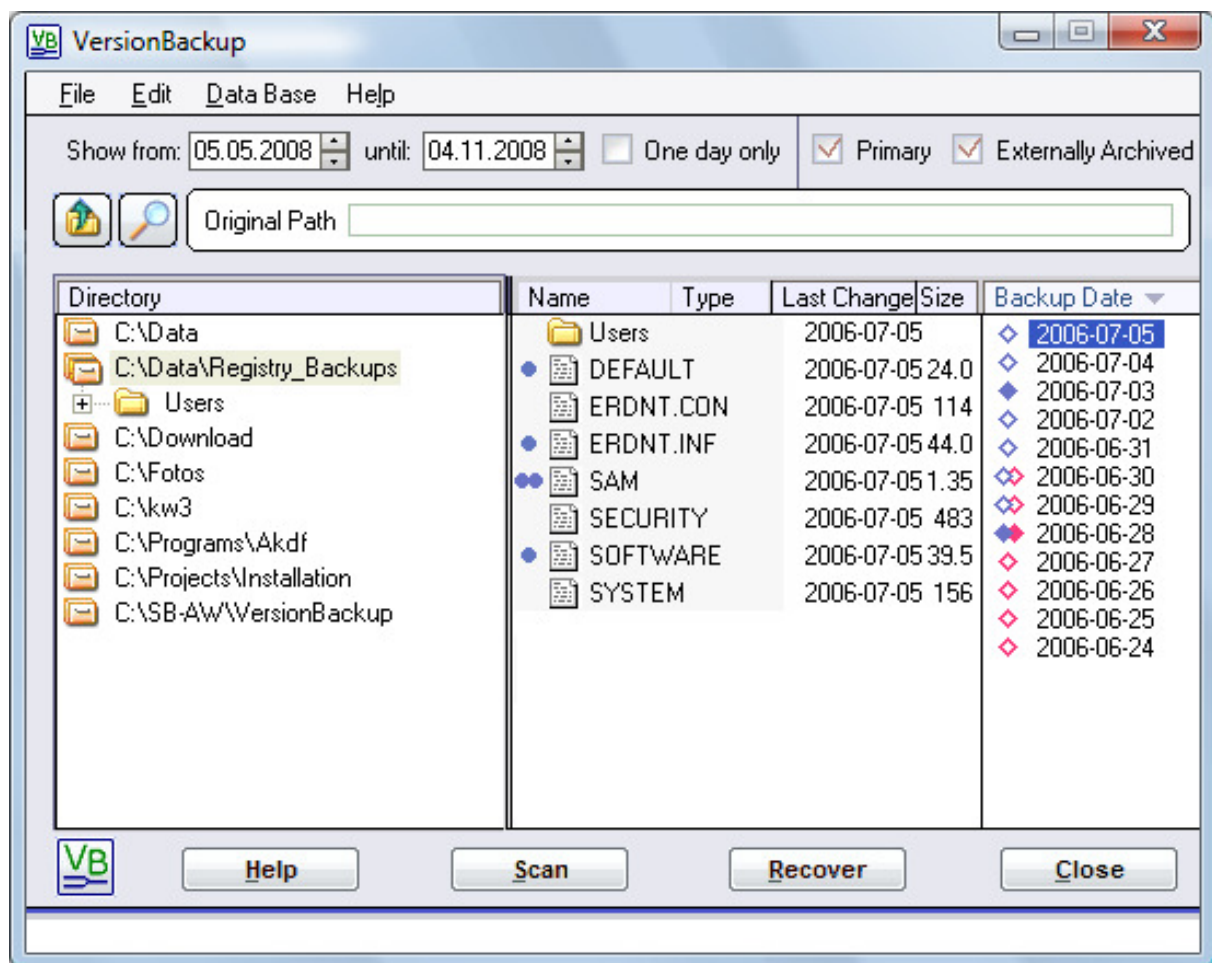 VB VersionBackup
File Edit Data Base Help
Show from: 05.05.2008 until: 04.11.2008 One day only Primary Externally Archived
Original Path
Directory
C:\Data
C:\Data\Registry_Backups
Users
C:\Download
C:\Fotos
C:\kw3
C:\Programs\Akdf
C:\Projects\Installation
C:\SB-AW\VersionBackup
Name Type Last Change Size
Users 2006-07-05
DEFAULT 2006-07-05 24.0
ERDNT.CON 2006-07-05 114
ERDNT.INF 2006-07-05 44.0
SAM 2006-07-05 1.35
SECURITY 2006-07-05 483
SOFTWARE 2006-07-05 39.5
SYSTEM 2006-07-05 156
Backup Date
2006-07-05
2006-07-04
2006-07-03
2006-07-02
2006-06-31
2006-06-30
2006-06-29
2006-06-28
2006-06-27
2006-06-26
2006-06-25
2006-06-24
VB Help Scan Recover Close